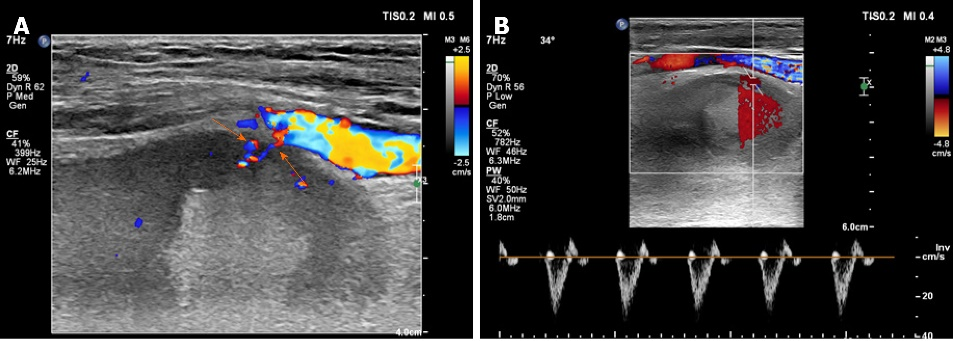 A
TIS0.2 MI 0.5
7Hz
P
M3 M6
+2.5
2D
59%
Dyn R 62
P Med
Gen
CF
41%
399Hz
WF 25Hz
6.2MHz
-2.5
cm/s
4.0cm
B
TIS0.2 MI 0.4
7Hz
34°
P
M2 M3
+4.8
2D
70%
Dyn R 56
P Low
Gen
x
CF
52%
782Hz
WF 46Hz
6.3MHz
-4.8
cm/s
PW
40%
WF 50Hz
SV2.0mm
6.0MHz
1.8cm
6.0cm
Inv
cm/s
-20
-40